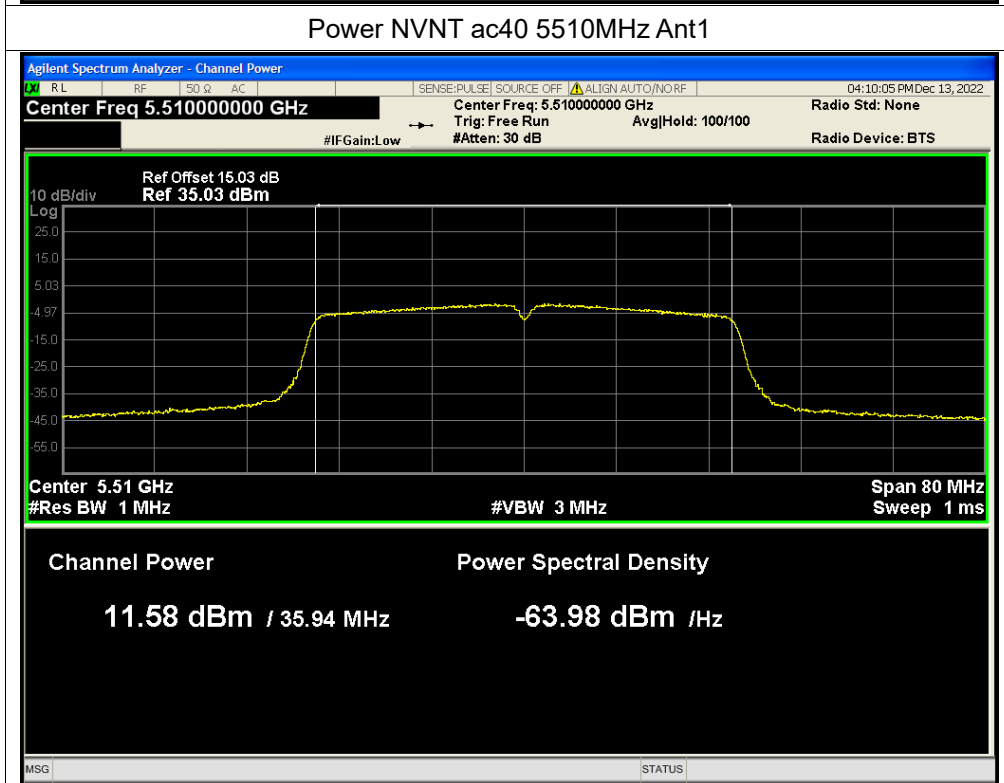 Power NVNT ac40 5510MHz Ant1
Agilent Spectrum Analyzer - Channel Power
LXI RL RF 50 Ω AC SENSE:PULSE SOURCE OFF ALIGN AUTO/NO RF 04:10:05 PM Dec 13, 2022
Center Freq 5.510000000 GHz Center Freq: 5.510000000 GHz Radio Std: None
Trig: Free Run Avg|Hold: 100/100
#IFGain:Low #Atten: 30 dB Radio Device: BTS
Ref Offset 15.03 dB
10 dB/div Ref 35.03 dBm
Log
25.0
15.0
5.03
-4.97
-15.0
-25.0
-35.0
-45.0
-55.0
Center 5.51 GHz Span 80 MHz
#Res BW 1 MHz #VBW 3 MHz Sweep 1 ms
Channel Power Power Spectral Density
11.58 dBm / 35.94 MHz -63.98 dBm /Hz
MSG STATUS